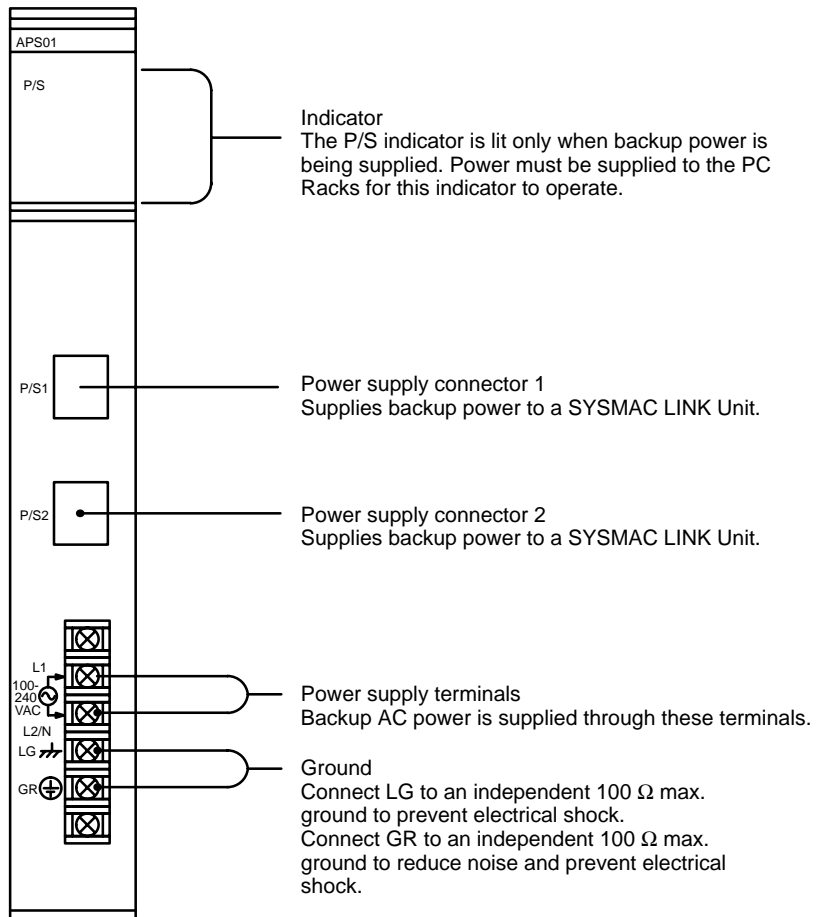 APS01
P/S
Indicator
The P/S indicator is lit only when backup power is
being supplied. Power must be supplied to the PC
Racks for this indicator to operate.
P/S1
Power supply connector 1
Supplies backup power to a SYSMAC LINK Unit.
P/S2
Power supply connector 2
Supplies backup power to a SYSMAC LINK Unit.
L1
100-
240
VAC
L2/N
LG
GR
Power supply terminals
Backup AC power is supplied through these terminals.
Ground
Connect LG to an independent 100 Ω max.
ground to prevent electrical shock.
Connect GR to an independent 100 Ω max.
ground to reduce noise and prevent electrical
shock.